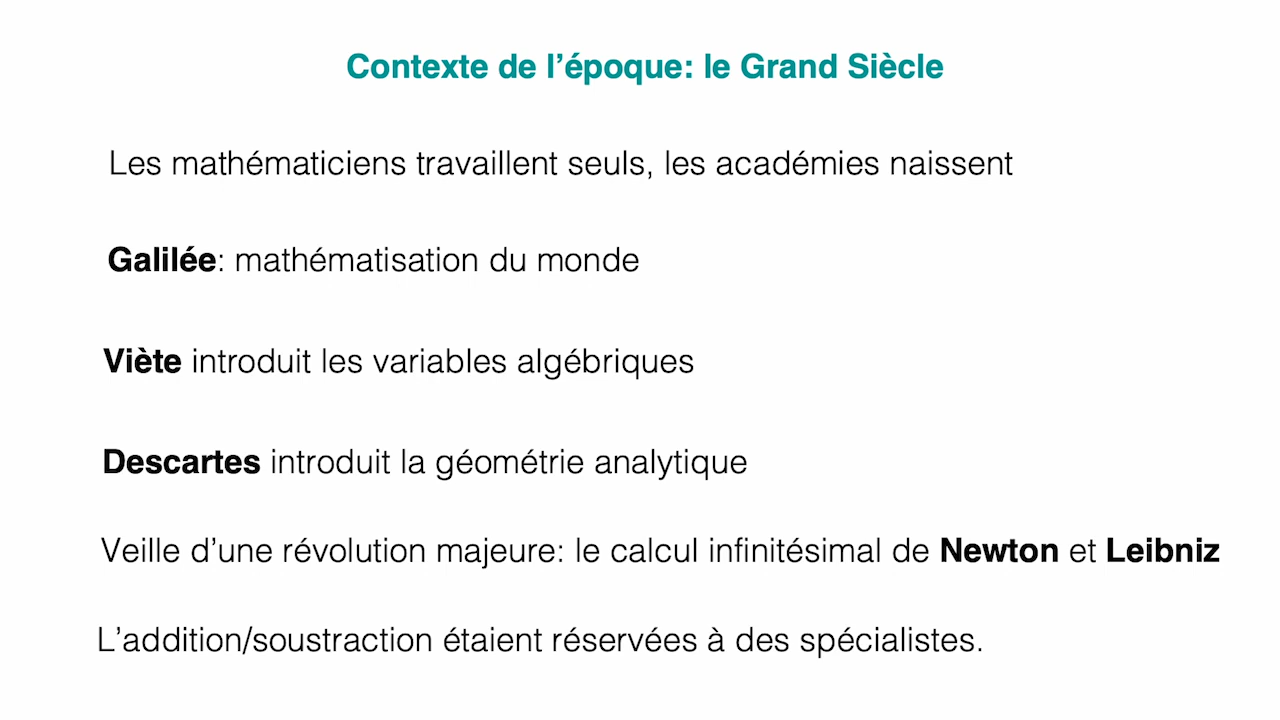 Contexte de l’époque: le Grand Siècle
Les mathématiciens travaillent seuls, les académies naissent
Galilée: mathématisation du monde
Viète introduit les variables algébriques
Descartes introduit la géométrie analytique
Veille d’une révolution majeure: le calcul infinitésimal de Newton et Leibniz
L’addition/soustraction étaient réservées à des spécialistes.